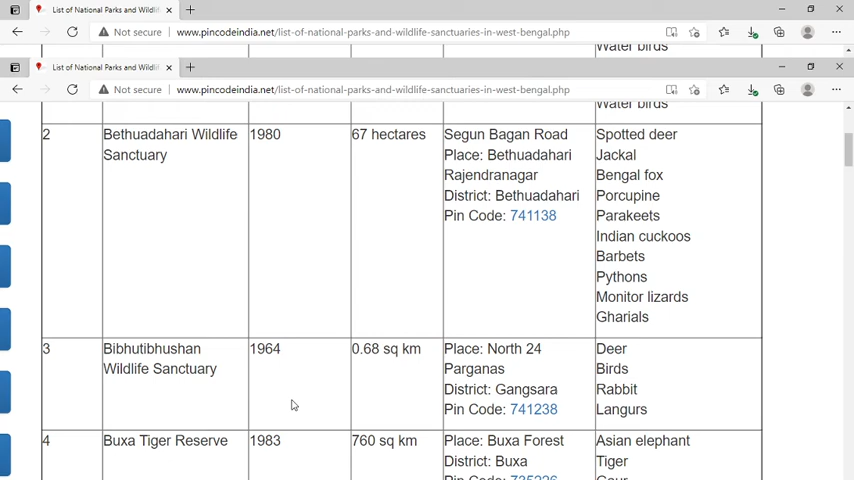 List of National Parks and Wildlif
Not secure www.pincodeindia.net/list-of-national-parks-and-wildlife-sanctuaries-in-west-bengal.php
Water birds
List of National Parks and Wildlif
Not secure www.pincodeindia.net/list-of-national-parks-and-wildlife-sanctuaries-in-west-bengal.php
Water birds
2 Bethuadahari Wildlife 1980 67 hectares Segun Bagan Road Spotted deer
Sanctuary Place: Bethuadahari Jackal
Rajendranagar Bengal fox
District: Bethuadahari Porcupine
Pin Code: 741138 Parakeets
Indian cuckoos
Barbets
Pythons
Monitor lizards
Gharials
3 Bibhutibhushan 1964 0.68 sq km Place: North 24 Deer
Wildlife Sanctuary Parganas Birds
District: Gangsara Rabbit
Pin Code: 741238 Langurs
4 Buxa Tiger Reserve 1983 760 sq km Place: Buxa Forest Asian elephant
District: Buxa Tiger
Pin Code: 735226 Gaur